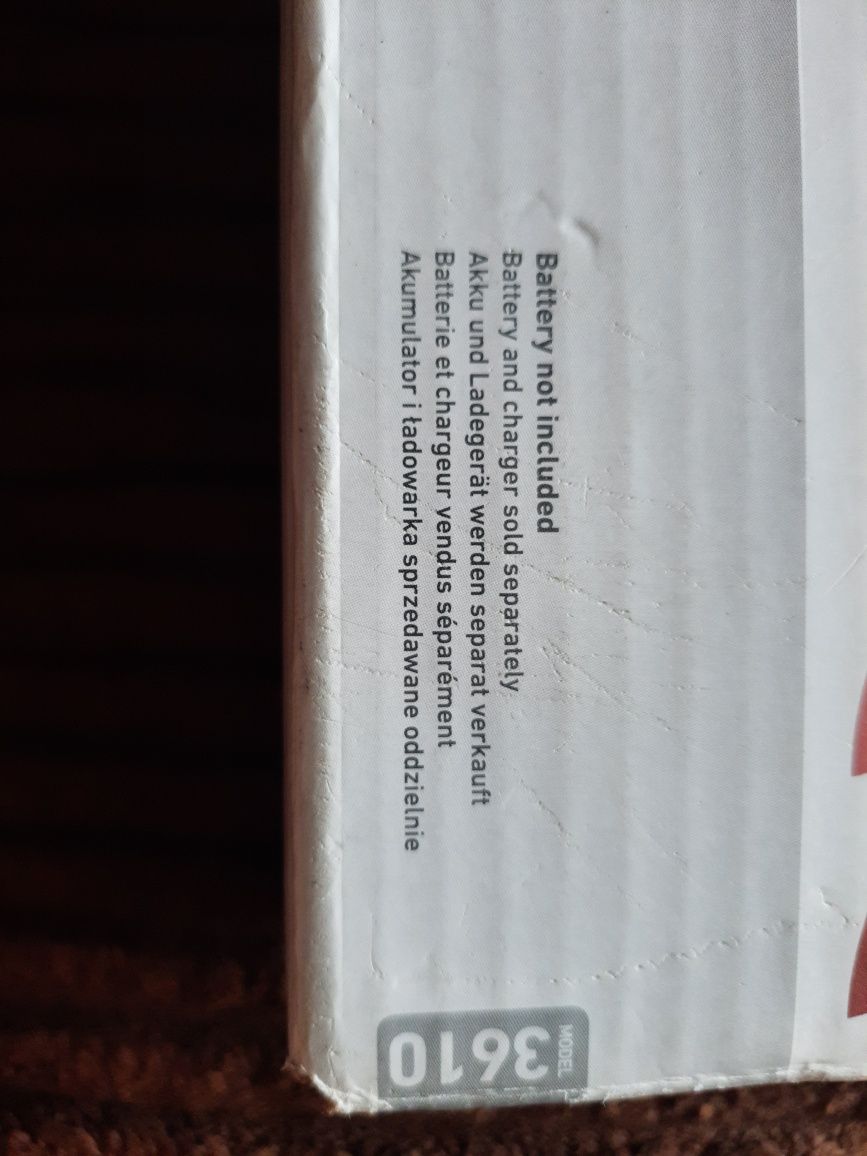 Battery not included
Battery and charger sold separately
Akku und Ladegerät werden separat verkauft
Batterie et chargeur vendus séparément
Akumulator i ładowarka sprzedawane oddzielnie
MODEL
3610